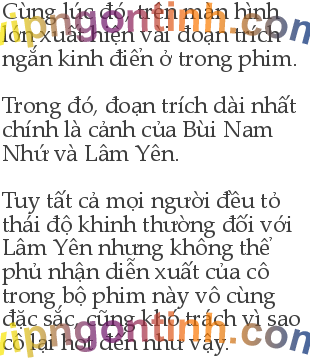 Cùng lúc đó, trên màn hình
lớn xuất hiện vài đoạn trích
ngắn kinh điển ở trong phim.
Trong đó, đoạn trích dài nhất
chính là cảnh của Bùi Nam
Nhứ và Lâm Yên.
Tuy tất cả mọi người đều tỏ
thái độ khinh thường đối với
Lâm Yên nhưng không thể
phủ nhận diễn xuất của cô
trong bộ phim này vô cùng
đặc sắc, cũng khó trách vì sao
cô lại hot đến như vậy.
vipngontinh.com
vipngontinh.com